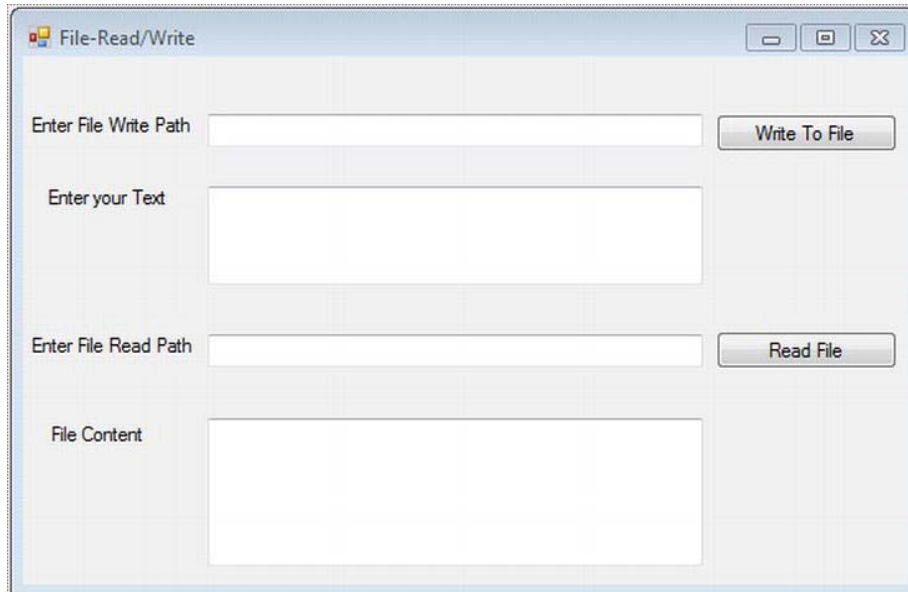 File-Read/Write
Enter File Write Path
Write To File
Enter your Text
Enter File Read Path
Read File
File Content